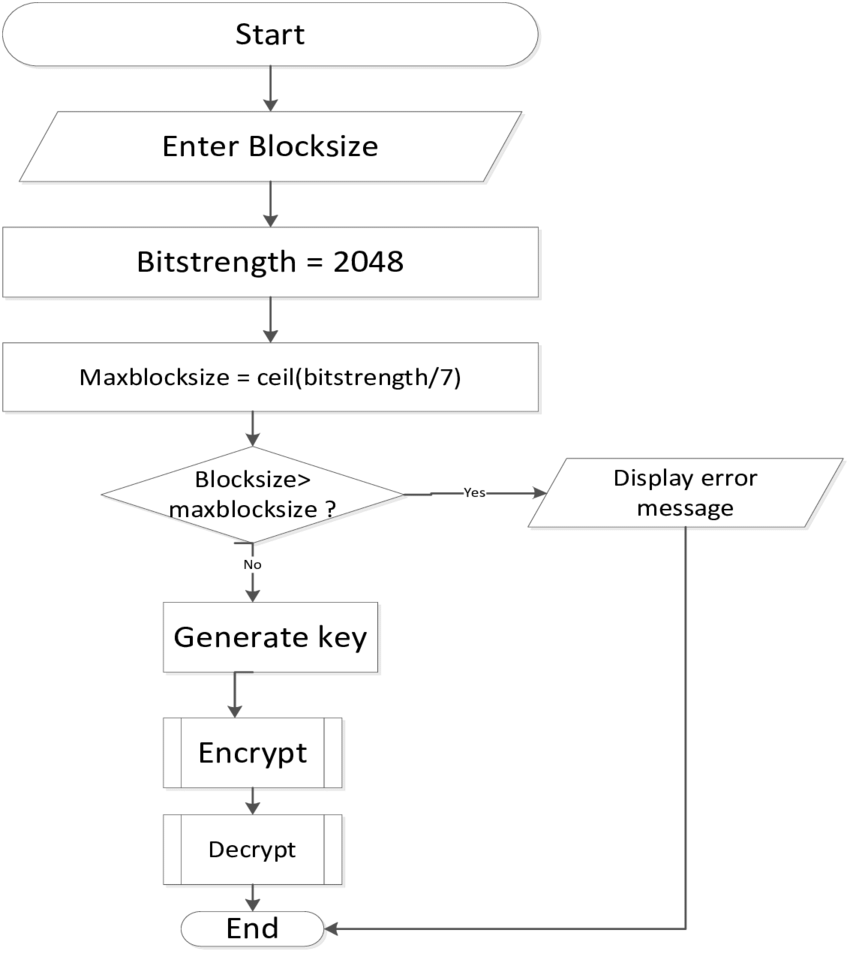 Start
Enter Blocksize
Bitstrength = 2048
Maxblocksize = ceil(bitstrength/7)
Blocksize>
maxblocksize ?
Yes
Display error
message
No
Generate key
Encrypt
Decrypt
End